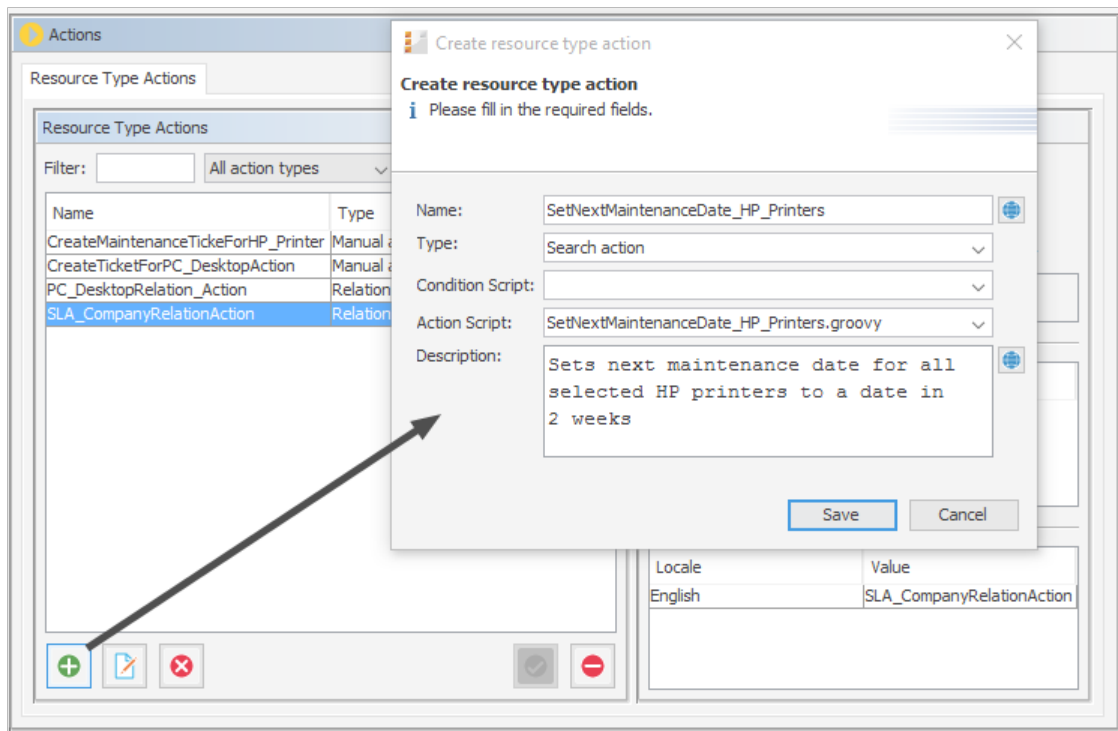 Actions
Resource Type Actions
Resource Type Actions
Filter:
All action types
Name
Type
CreateMaintenanceTickeForHP_Printer
Manual
CreateTicketForPC_DesktopAction
Manual
PC_DesktopRelation_Action
Relation
SLA_CompanyRelationAction
Relation
Create resource type action
Create resource type action
i Please fill in the required fields.
Name:
SetNextMaintenanceDate_HP_Printers
Type:
Search action
Condition Script:
Action Script:
SetNextMaintenanceDate_HP_Printers.groovy
Description:
Sets next maintenance date for all
selected HP printers to a date in
2 weeks
Save
Cancel
Locale
Value
English
SLA_CompanyRelationAction